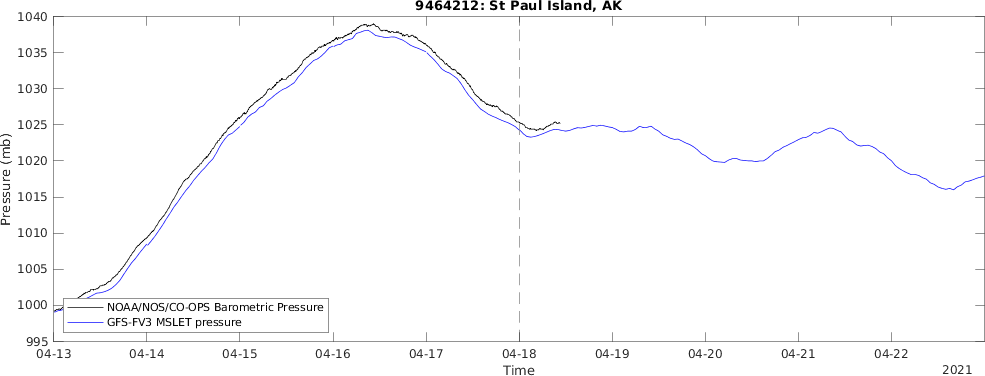 9464212: St Paul Island, AK
1040
1035
1030
1025
1020
1015
1010
1005
1000
995
Pressure (mb)
NOAA/NOS/CO-OPS Barometric Pressure
GFS-FV3 MSLET pressure
04-13 04-14 04-15 04-16 04-17 04-18 04-19 04-20 04-21 04-22
Time
2021